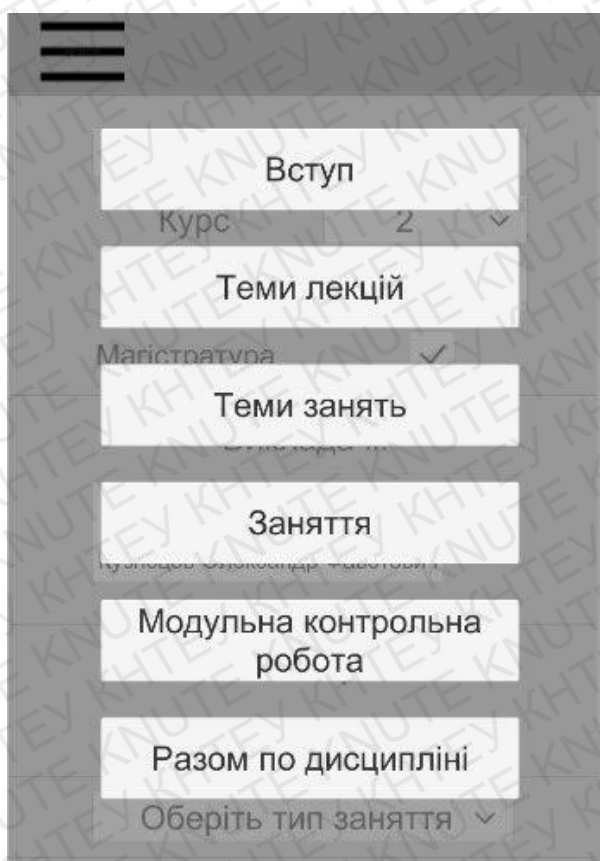 Вступ
Курс 2
Теми лекцій
Магістратура
Теми занять
Заняття
Модульна контрольна
робота
Разом по дисципліні
Оберіть тип заняття